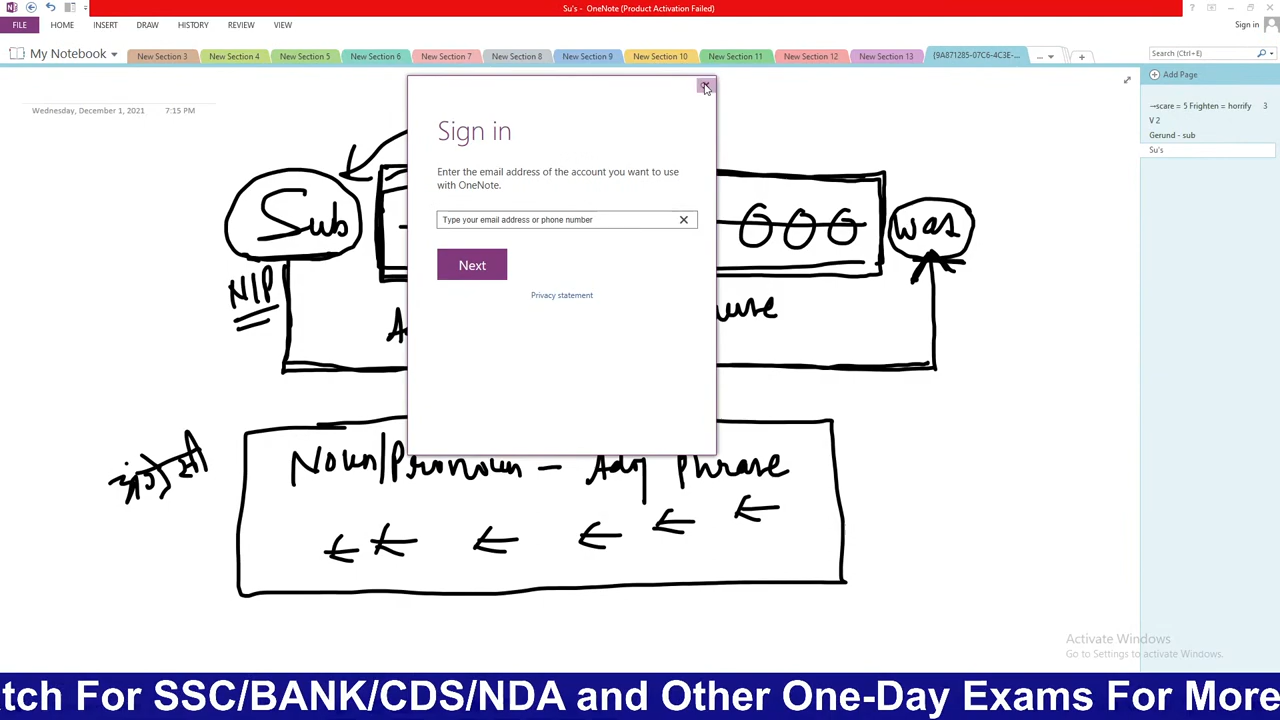 Su's - OneNote (Product Activation Failed)
FILE HOME INSERT DRAW HISTORY REVIEW VIEW
Sign in
My Notebook
New Section 3 New Section 4 New Section 5 New Section 6 New Section 7 New Section 8 New Section 9 New Section 10 New Section 11 New Section 12 New Section 13 {9A871285-07C6-4C3E-...
Search (Ctrl+E)
Add Page
→scare = 5 Frighten = horrify 3
V 2
Gerund - sub
Su's
Wednesday, December 1, 2021 7:15 PM
Sign in
Enter the email address of the account you want to use
with OneNote.
Type your email address or phone number
Next
Privacy statement
Sub
was
N/P
Noun/Pronoun - Adj Phrase
Activate Windows
Go to Settings to activate Windows.
atch For SSC/BANK/CDS/NDA and Other One-Day Exams For More